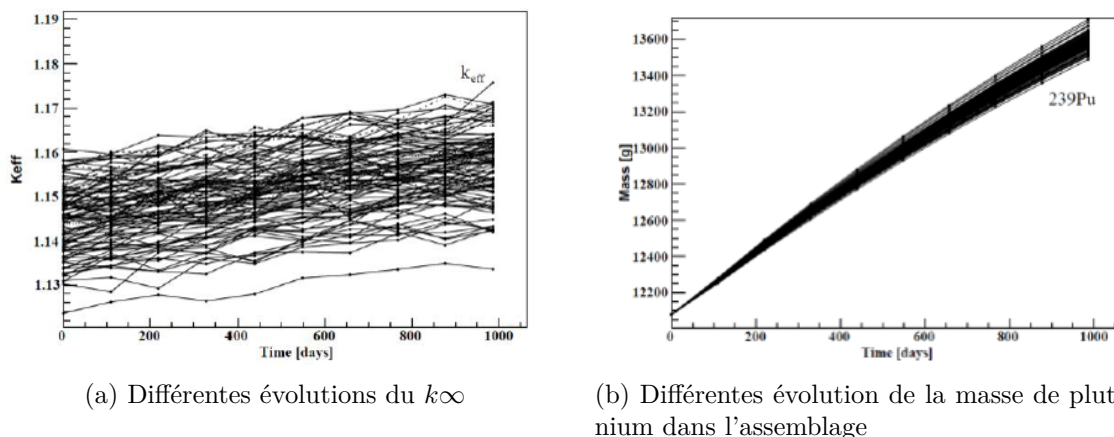 1.19
1.18
1.17
1.16
1.15
1.14
1.13
Keff
keff
0
200
400
600
800
1000
Time [days]
(a) Différentes évolutions du k∞
13600
13400
13200
13000
12800
12600
12400
12200
Mass [g]
239Pu
200
400
600
800
1000
Time [days]
(b) Différentes évolution de la masse de plut
nium dans l'assemblage